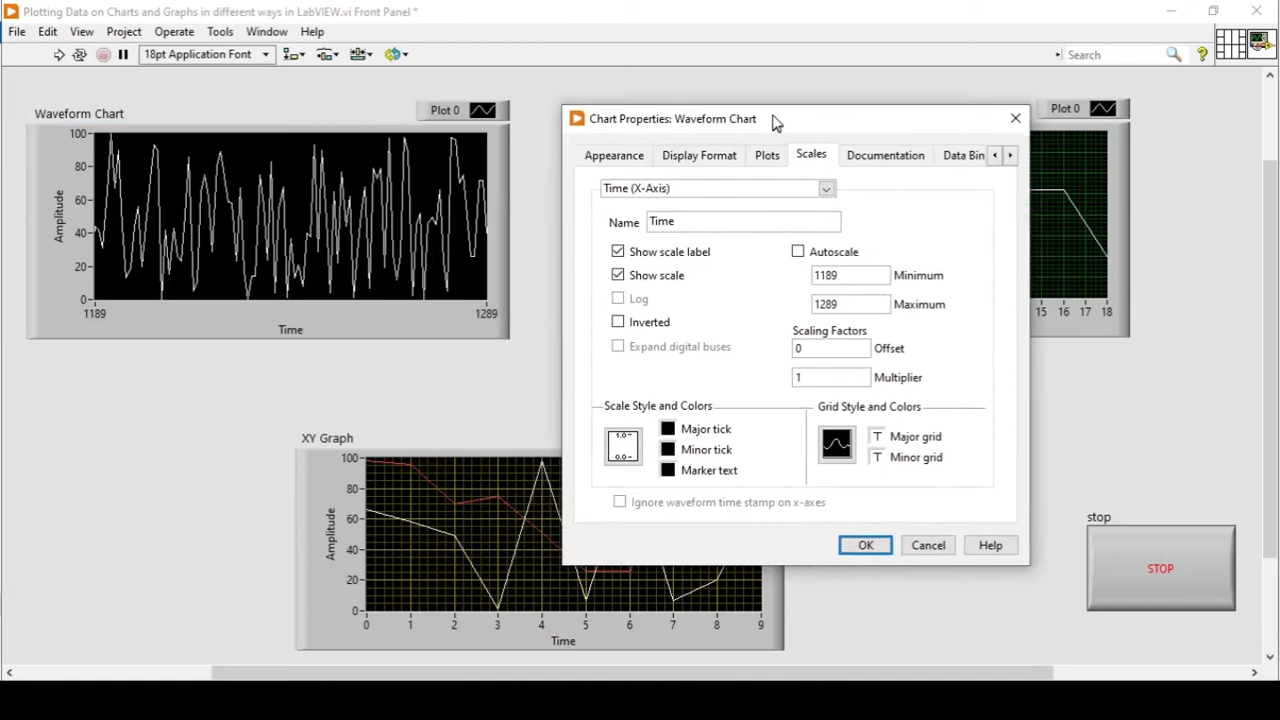 Plotting Data on Charts and Graphs in different ways in LabVIEW.vi Front Panel *
File Edit View Project Operate Tools Window Help
18pt Application Font
Search
Waveform Chart
Plot 0
Amplitude
100
80
60
40
20
0
1189
1289
Time
Plot 0
15 16 17 18
Chart Properties: Waveform Chart
Appearance Display Format Plots Scales Documentation Data Bin
Time (X-Axis)
Name Time
Show scale label
Autoscale
Show scale
1189 Minimum
Log
1289 Maximum
Inverted
Scaling Factors
Expand digital buses
0 Offset
1 Multiplier
Scale Style and Colors
Grid Style and Colors
1.0
0.0
Major tick
Minor tick
Marker text
Major grid
Minor grid
Ignore waveform time stamp on x-axes
OK Cancel Help
XY Graph
Amplitude
100
80
60
40
20
0
0 1 2 3 4 5 6 7 8 9
Time
stop
STOP